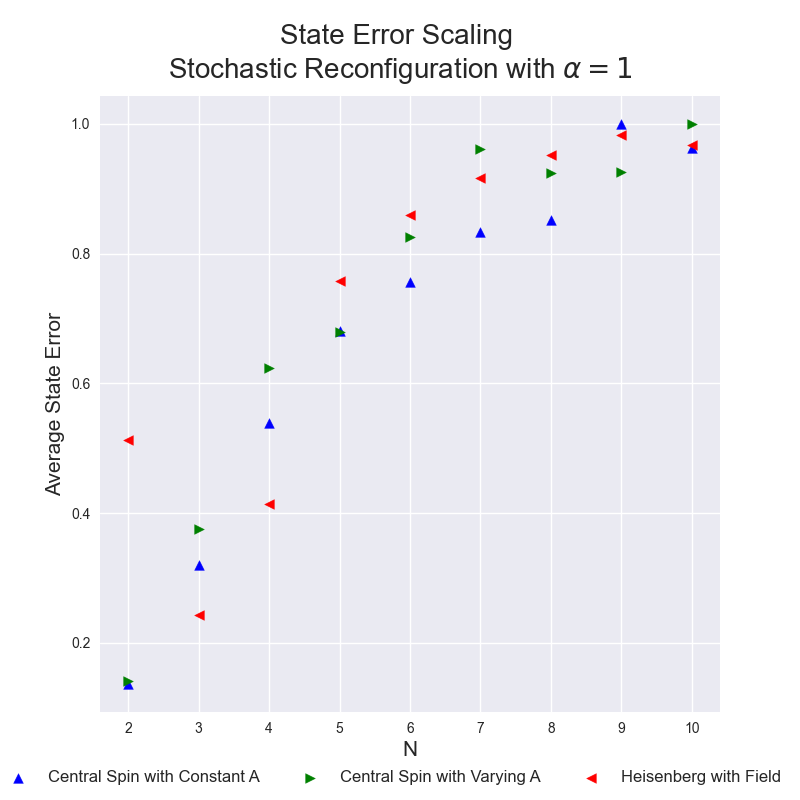 State Error Scaling
Stochastic Reconfiguration with α = 1
1.0
0.8
0.6
0.4
0.2
Average State Error
2 3 4 5 6 7 8 9 10
N
Central Spin with Constant A Central Spin with Varying A Heisenberg with Field